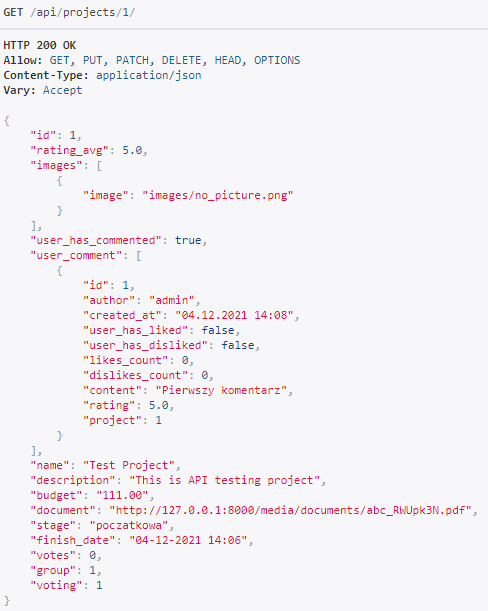 GET /api/projects/1/
HTTP 200 OK
Allow: GET, PUT, PATCH, DELETE, HEAD, OPTIONS
Content-Type: application/json
Vary: Accept
{
    "id": 1,
    "rating_avg": 5.0,
    "images": [
        {
            "image": "images/no_picture.png"
        }
    ],
    "user_has_commented": true,
    "user_comment": [
        {
            "id": 1,
            "author": "admin",
            "created_at": "04.12.2021 14:08",
            "user_has_liked": false,
            "user_has_disliked": false,
            "likes_count": 0,
            "dislikes_count": 0,
            "content": "Pierwszy komentarz",
            "rating": 5.0,
            "project": 1
        }
    ],
    "name": "Test Project",
    "description": "This is API testing project",
    "budget": "111.00",
    "document": "http://127.0.0.1:8000/media/documents/abc_RWUpk3N.pdf",
    "stage": "poczatkowa",
    "finish_date": "04-12-2021 14:06",
    "votes": 0,
    "group": 1,
    "voting": 1
}